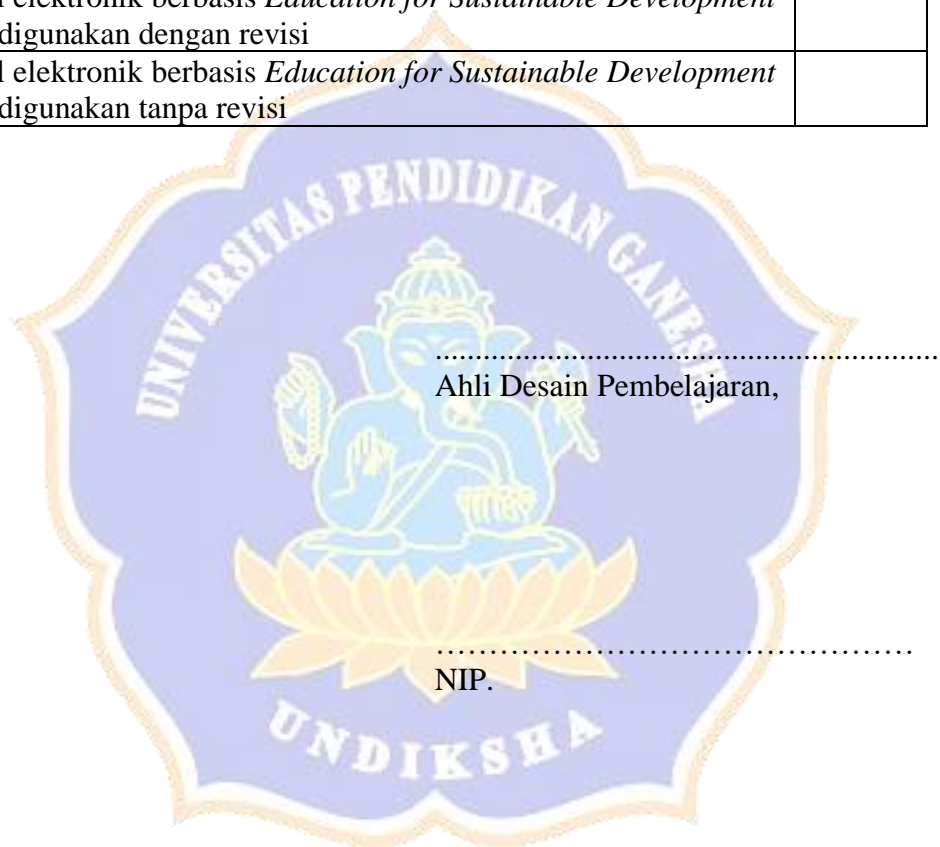 elektronik berbasis Education for Sustainable Development
digunakan dengan revisi
elektronik berbasis Education for Sustainable Development
digunakan tanpa revisi
UNIVERSITAS PENDIDIKAN GANESHA
...............................................................
Ahli Desain Pembelajaran,
………………………………………
NIP.
UNDIKSHA